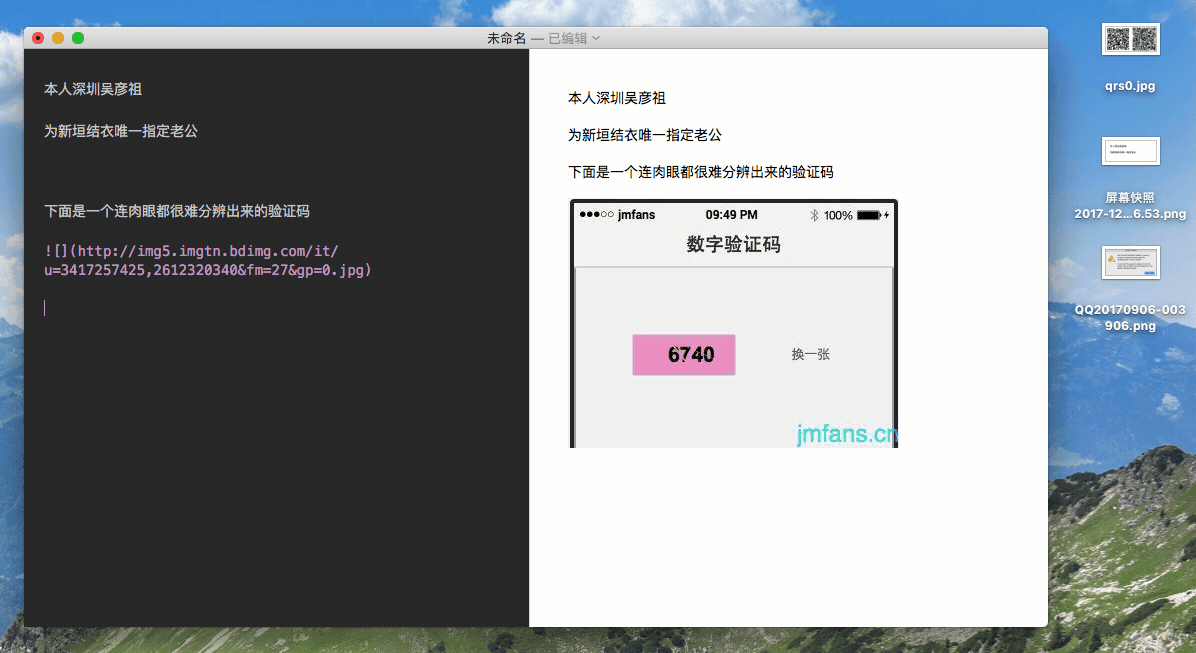 未命名 — 已编辑
本人深圳吴彦祖
为新垣结衣唯一指定老公
下面是一个连肉眼都很难分辨出来的验证码
![](http://img5.imgtn.bdimg.com/it/
u=3417257425,2612320340&fm=27&gp=0.jpg)
本人深圳吴彦祖
为新垣结衣唯一指定老公
下面是一个连肉眼都很难分辨出来的验证码
jmfans 09:49 PM 100%
数字验证码
6740 换一张
jmfans.cn
qrs0.jpg
屏幕快照
2017-12...6.53.png
QQ20170906-003
906.png